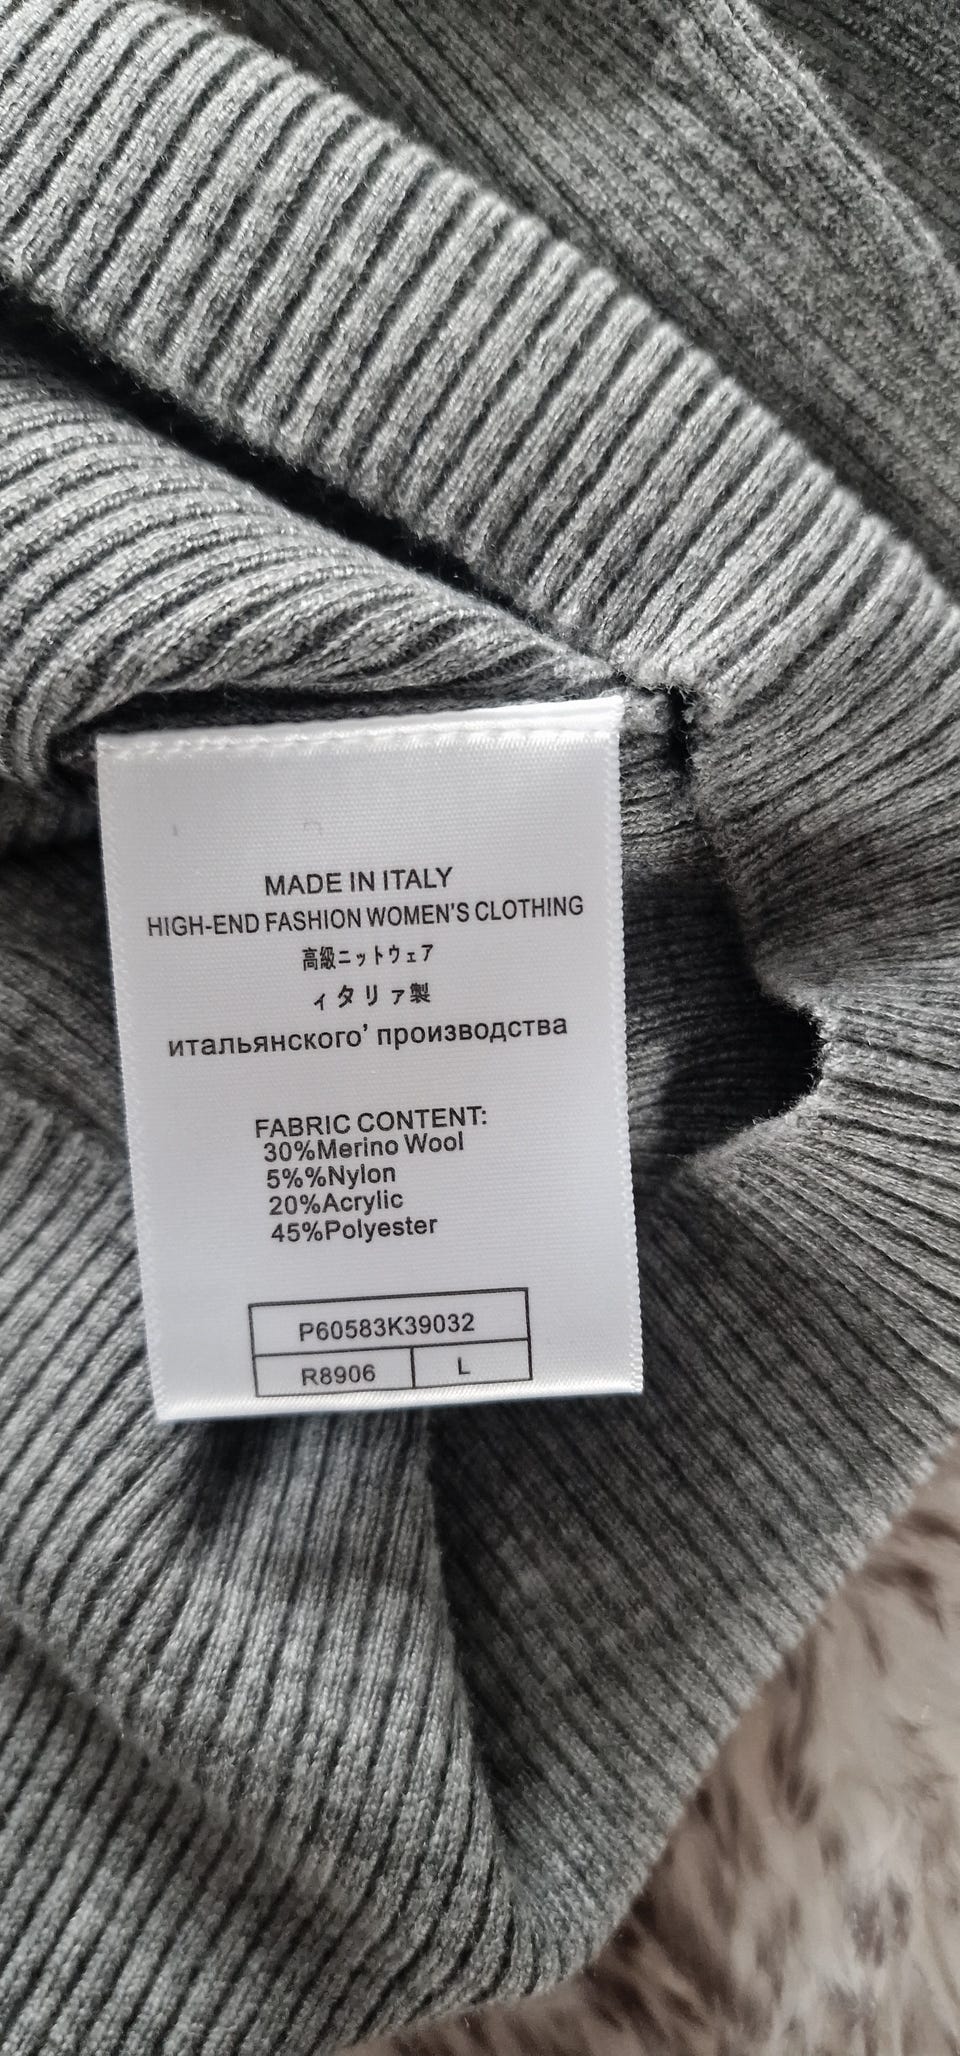 MADE IN ITALY
HIGH-END FASHION WOMEN'S CLOTHING
高級ニットウェア
ィタリァ製
итальянского’ производства
FABRIC CONTENT:
30%Merino Wool
5%%Nylon
20%Acrylic
45%Polyester
P60583K39032
R8906 L